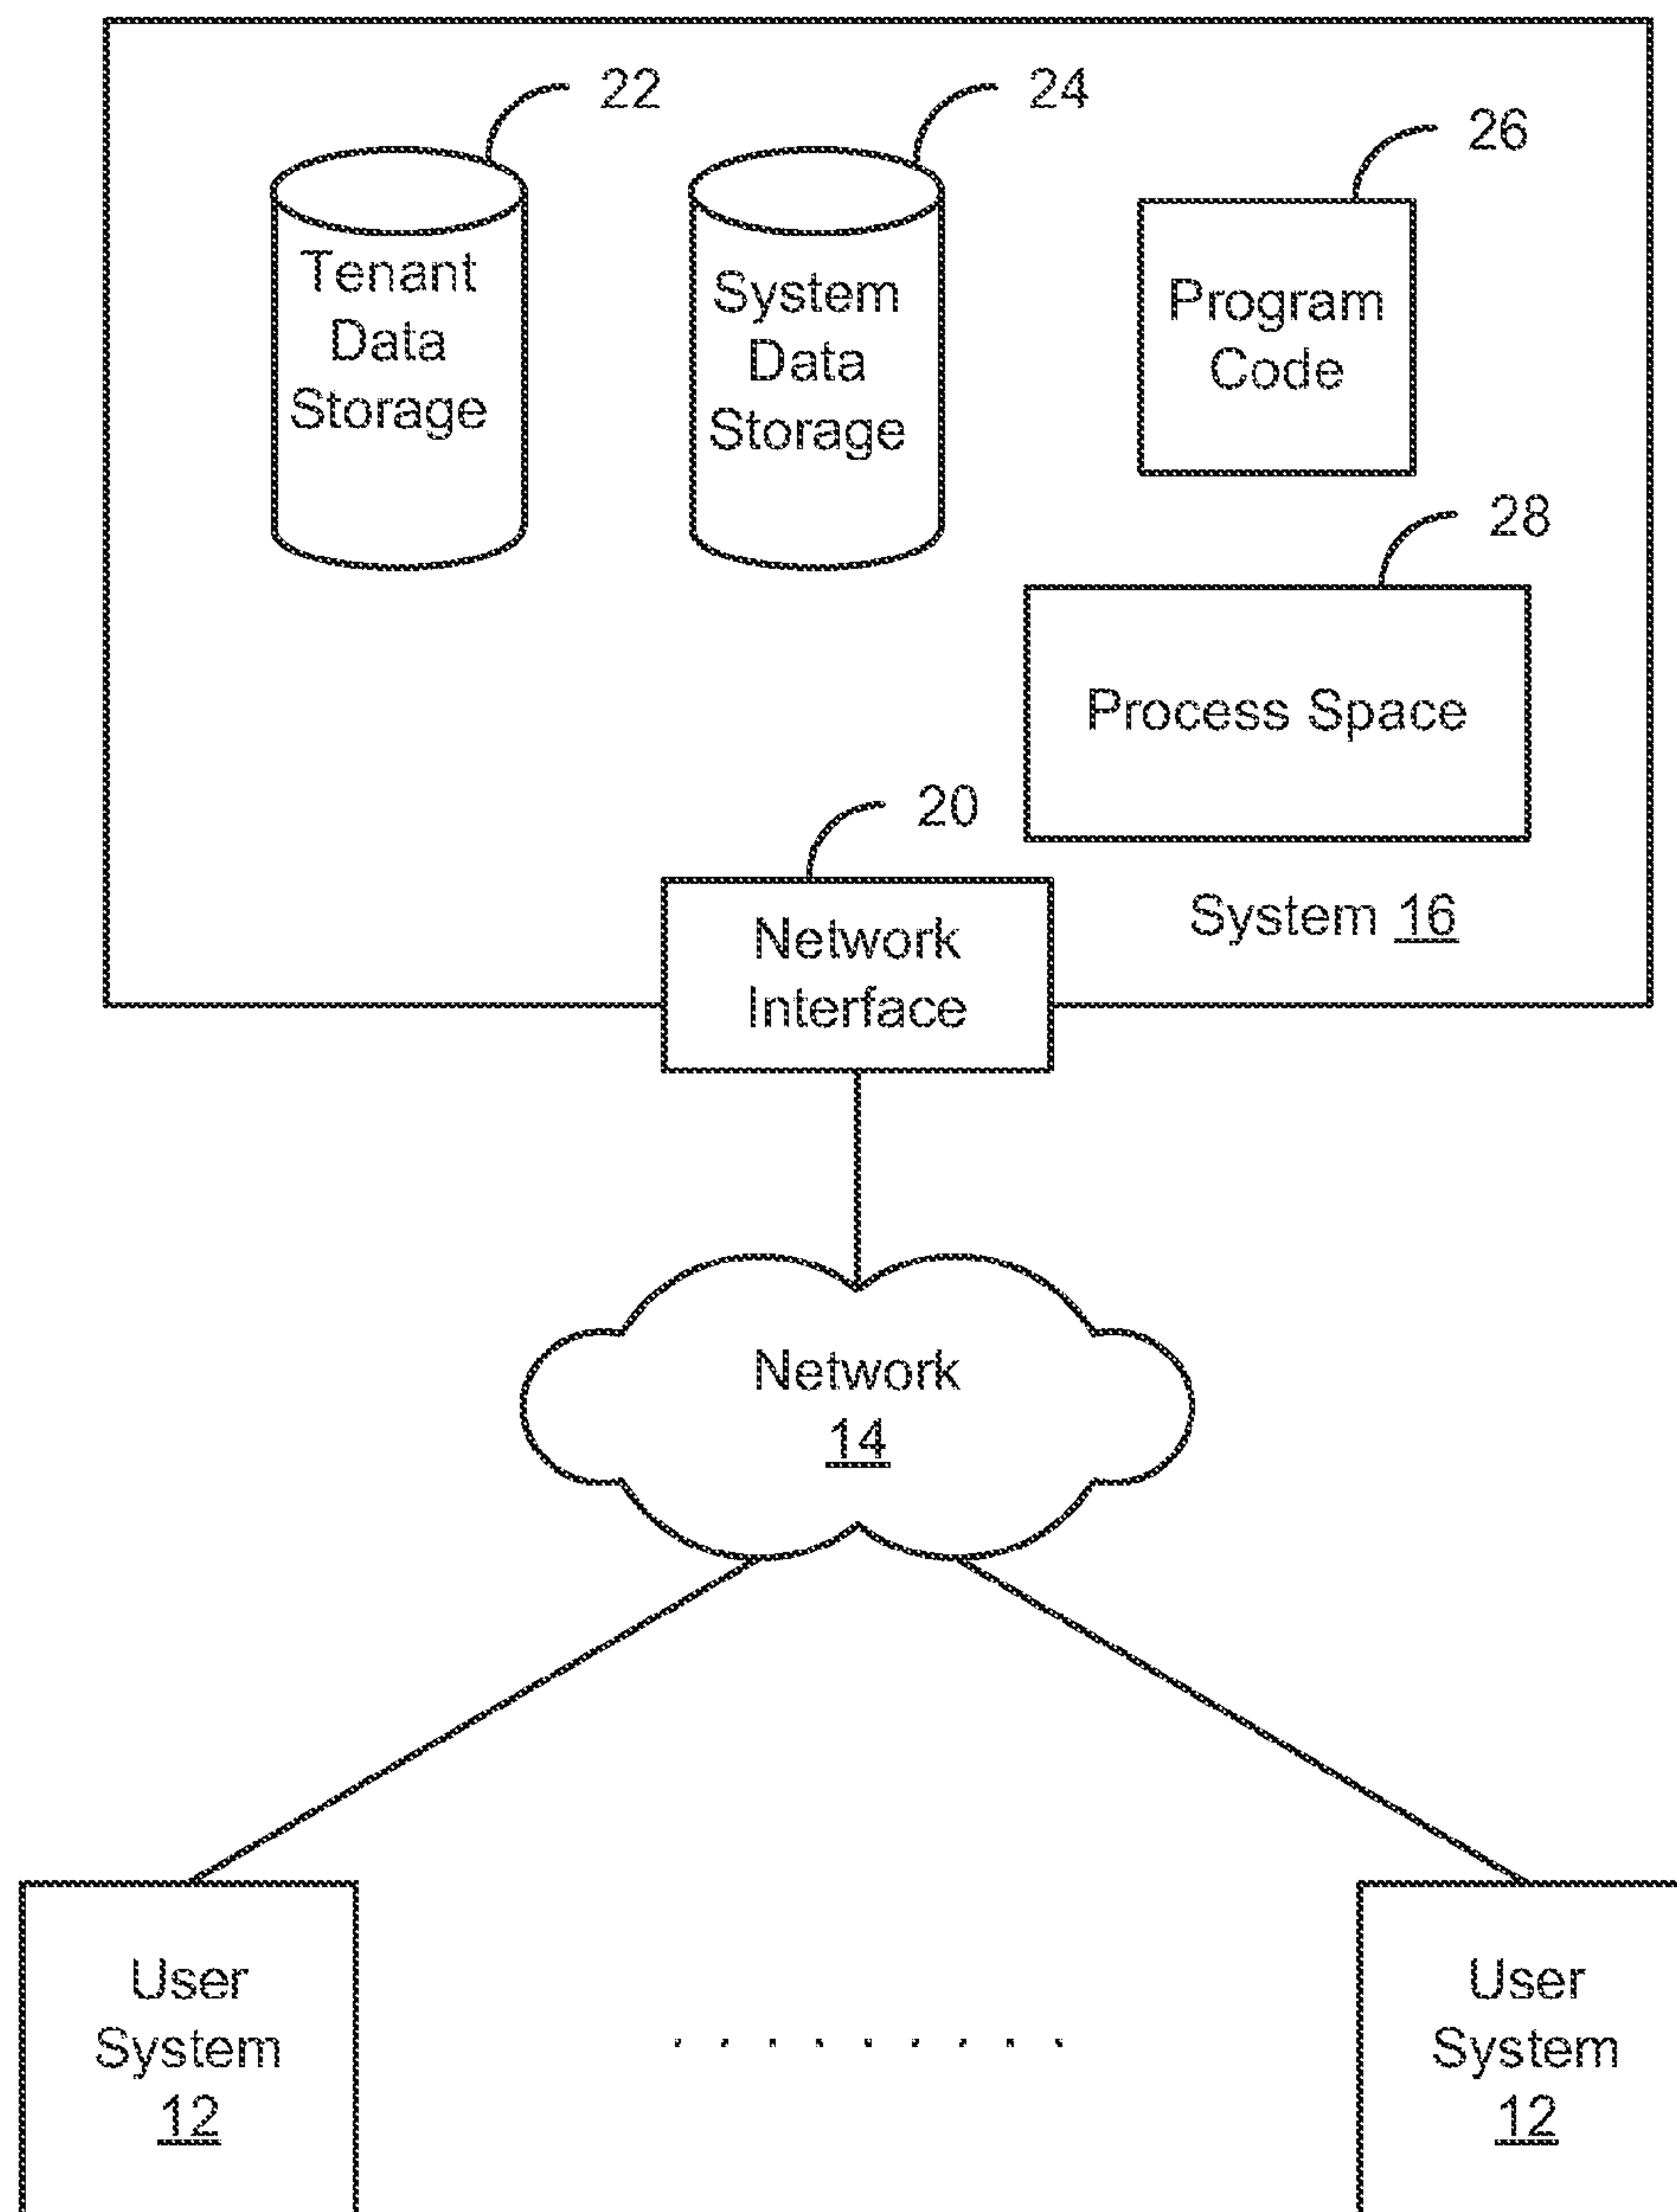 22
24
26
Tenant
Data
Storage
System
Data
Storage
Program
Code
28
Process Space
20
Network
Interface
System 16
Network
14
User
System
12
.........
User
System
12